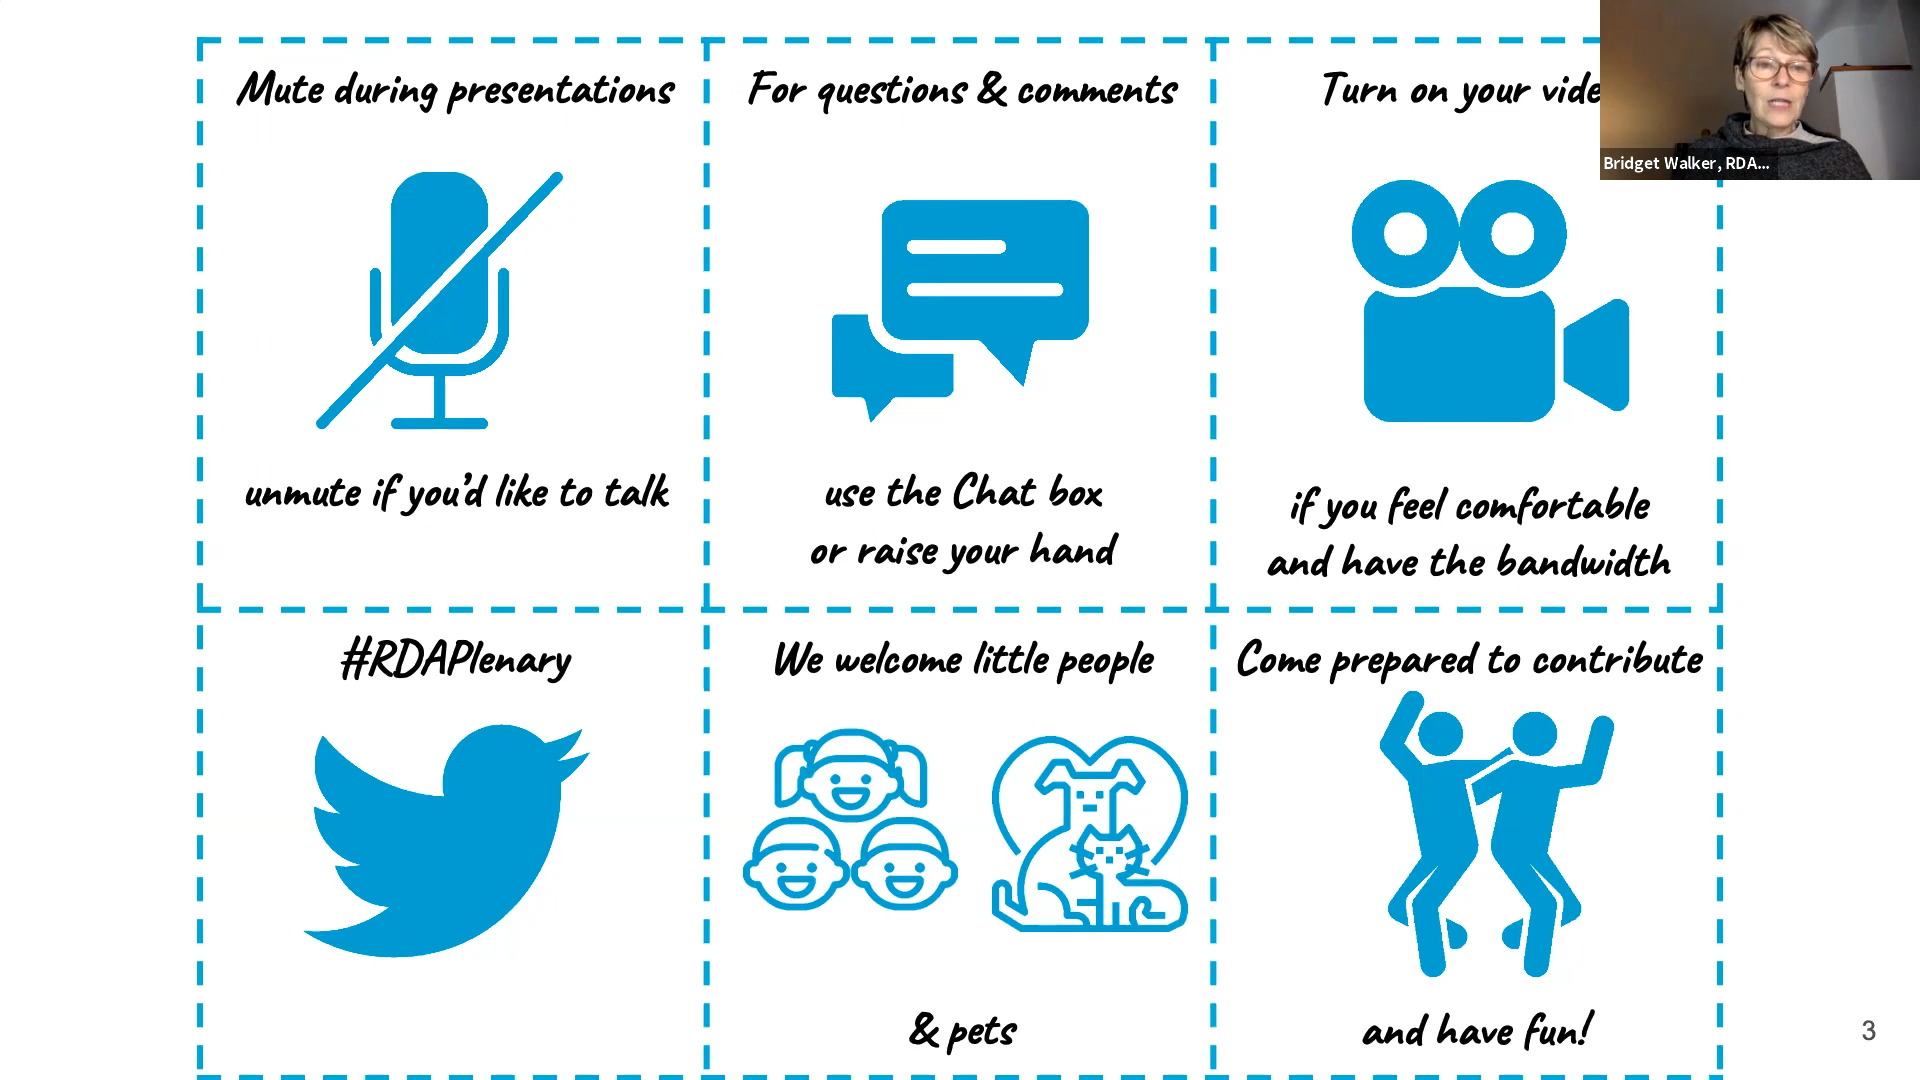 Mute during presentations
unmute if you'd like to talk
For questions & comments
use the Chat box
or raise your hand
Turn on your vide
if you feel comfortable
and have the bandwidth
Bridget Walker, RDA...
#RDAPlenary
We welcome little people
& pets
Come prepared to contribute
and have fun!
3